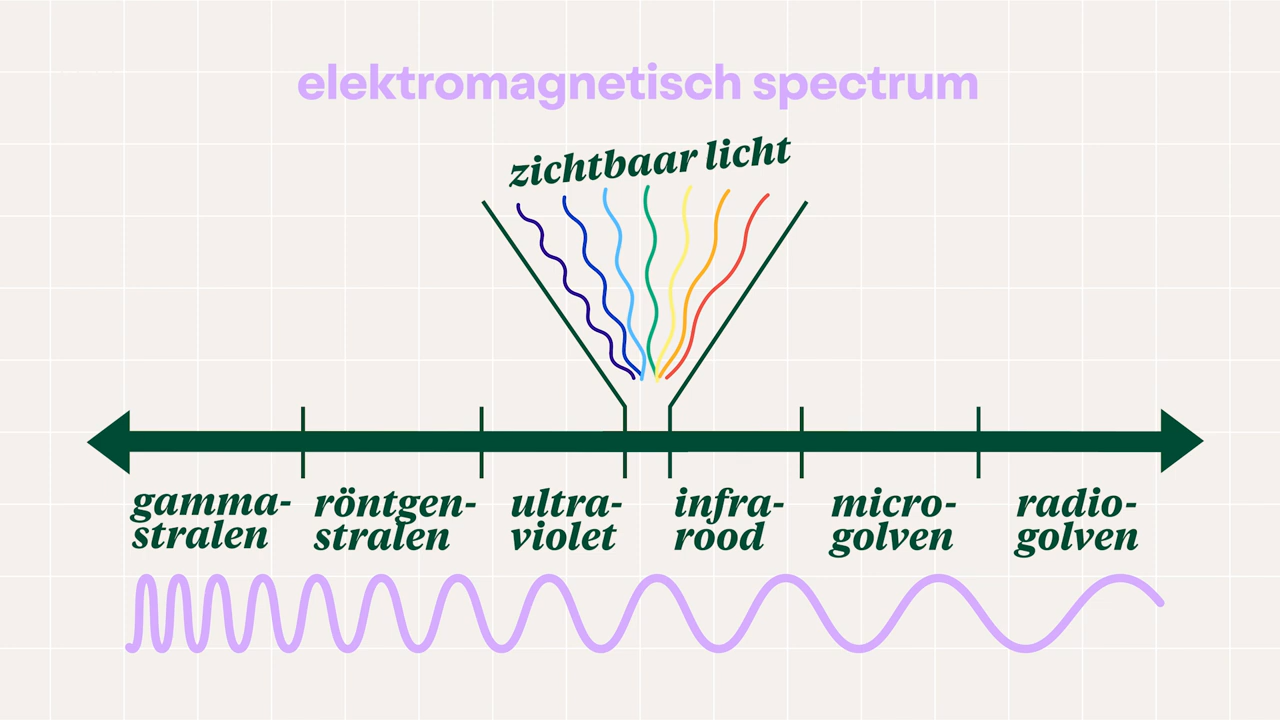 elektromagnetisch spectrum
zichtbaar licht
gamma-
stralen
röntgen-
stralen
ultra-
violet
infra-
rood
micro-
golven
radio-
golven